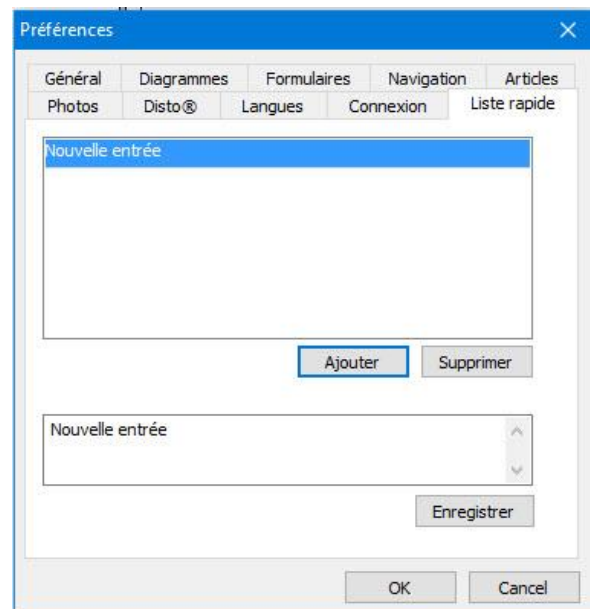 Préférences
Général Diagrammes Formulaires Navigation Articles
Photos Disto® Langues Connexion Liste rapide
Nouvelle entrée
Ajouter Supprimer
Nouvelle entrée
Enregistrer
OK Cancel